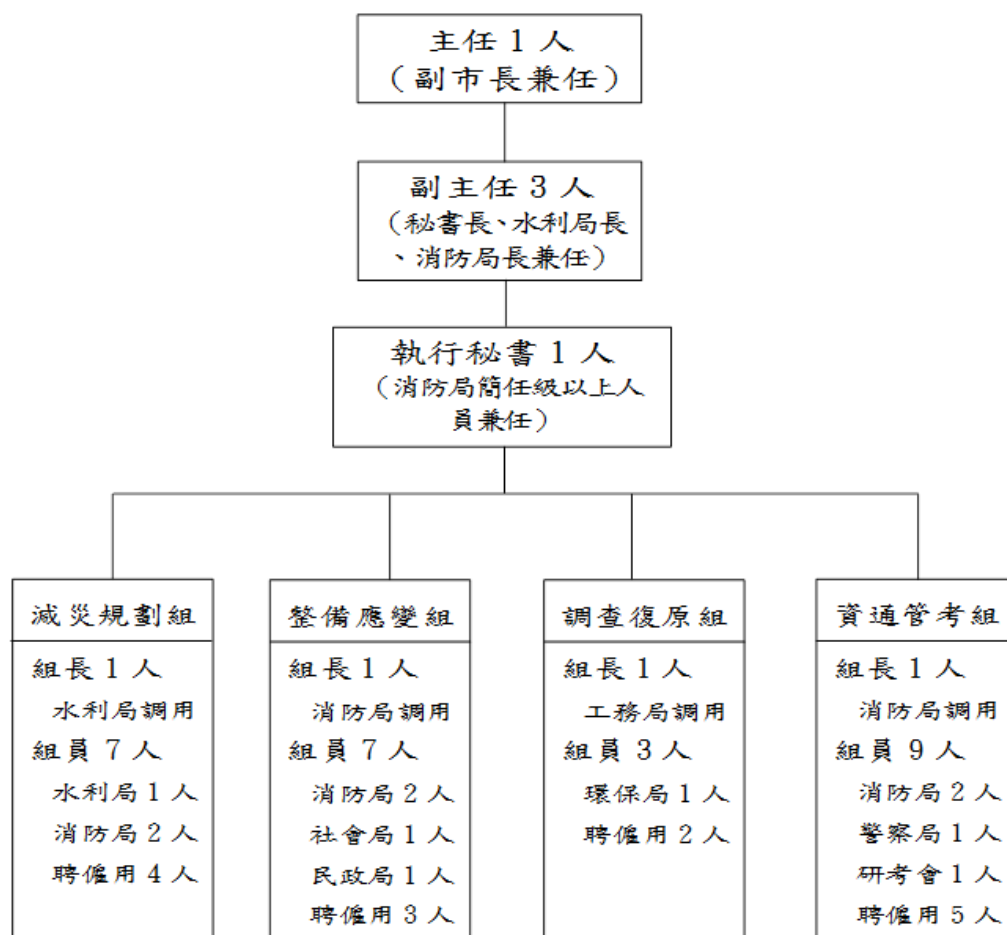 主任1人
（副市長兼任）
副主任3人
（秘書長、水利局長
、消防局長兼任）
執行秘書1人
（消防局簡任級以上人
員兼任）
減災規劃組
組長1人
水利局調用
組員7人
水利局1人
消防局2人
聘僱用4人
整備應變組
組長1人
消防局調用
組員7人
消防局2人
社會局1人
民政局1人
聘僱用3人
調查復原組
組長1人
工務局調用
組員3人
環保局1人
聘僱用2人
資通管考組
組長1人
消防局調用
組員9人
消防局2人
警察局1人
研考會1人
聘僱用5人